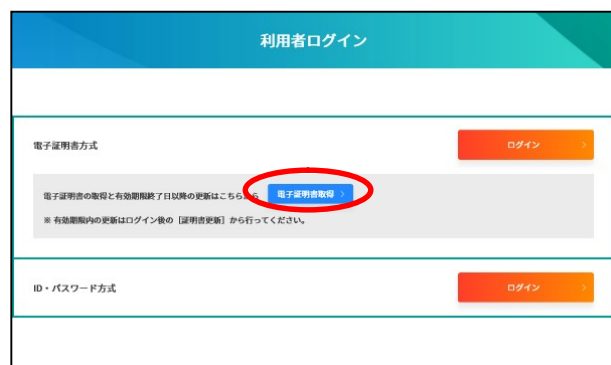 利用者ログイン
電子証明書方式
ログイン
電子証明書の取得と有効期限終了日以降の更新はこちらから
電子証明書取得
※ 有効期限内の更新はログイン後の［証明書更新］から行ってください。
ID・パスワード方式
ログイン